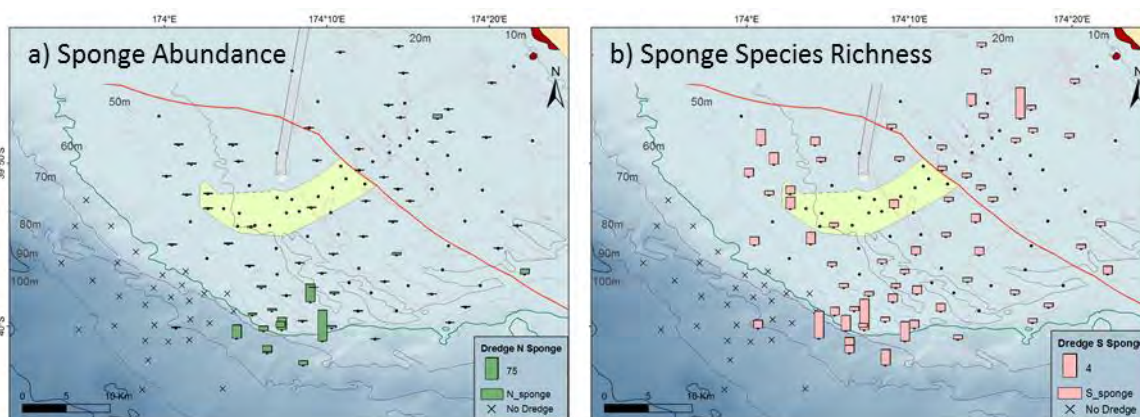 174°E
174°10'E
174°20'E
a) Sponge Abundance
20m
10m
N
50m
60m
70m
80m
90m
100m
40°S
Dredge N Sponge
75
N_sponge
No Dredge
0 5 10 Km
174°E
174°10'E
174°20'E
b) Sponge Species Richness
20m
10m
N
50m
60m
70m
80m
90m
100m
40°S
Dredge S Sponge
4
S_sponge
No Dredge
0 5 10 Km